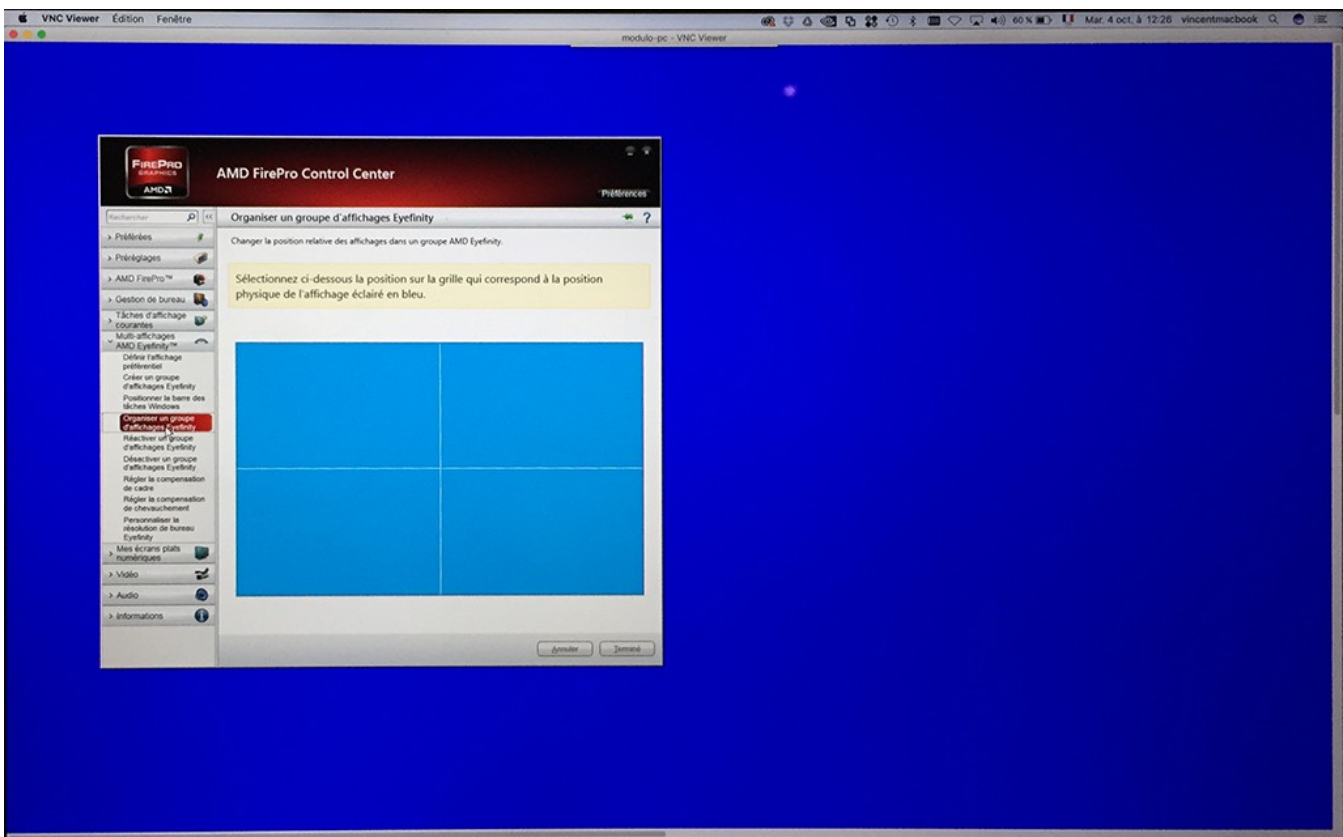 VNC Viewer Édition Fenêtre
60 % Mar. 4 oct. à 12:26 vincentmacbook
modulo-pc - VNC Viewer
FIREPRO
GRAPHICS
AMD
AMD FirePro Control Center
Préférences
Rechercher
Organiser un groupe d'affichages Eyefinity
?
Changer la position relative des affichages dans un groupe AMD Eyefinity.
Sélectionnez ci-dessous la position sur la grille qui correspond à la position
physique de l'affichage éclairé en bleu.
Préférées
Préréglages
AMD FirePro™
Gestion de bureau
Tâches d'affichage
courantes
Multi-affichages
AMD Eyefinity™
Définir l'affichage
préférentiel
Créer un groupe
d'affichages Eyefinity
Positionner la barre des
tâches Windows
Organiser un groupe
d'affichages Eyefinity
Réactiver un groupe
d'affichages Eyefinity
Désactiver un groupe
d'affichages Eyefinity
Régler la compensation
de cadre
Régler la compensation
de chevauchement
Personnaliser la
résolution de bureau
Eyefinity
Mes écrans plats
numériques
Vidéo
Audio
Informations
Annuler
Terminé